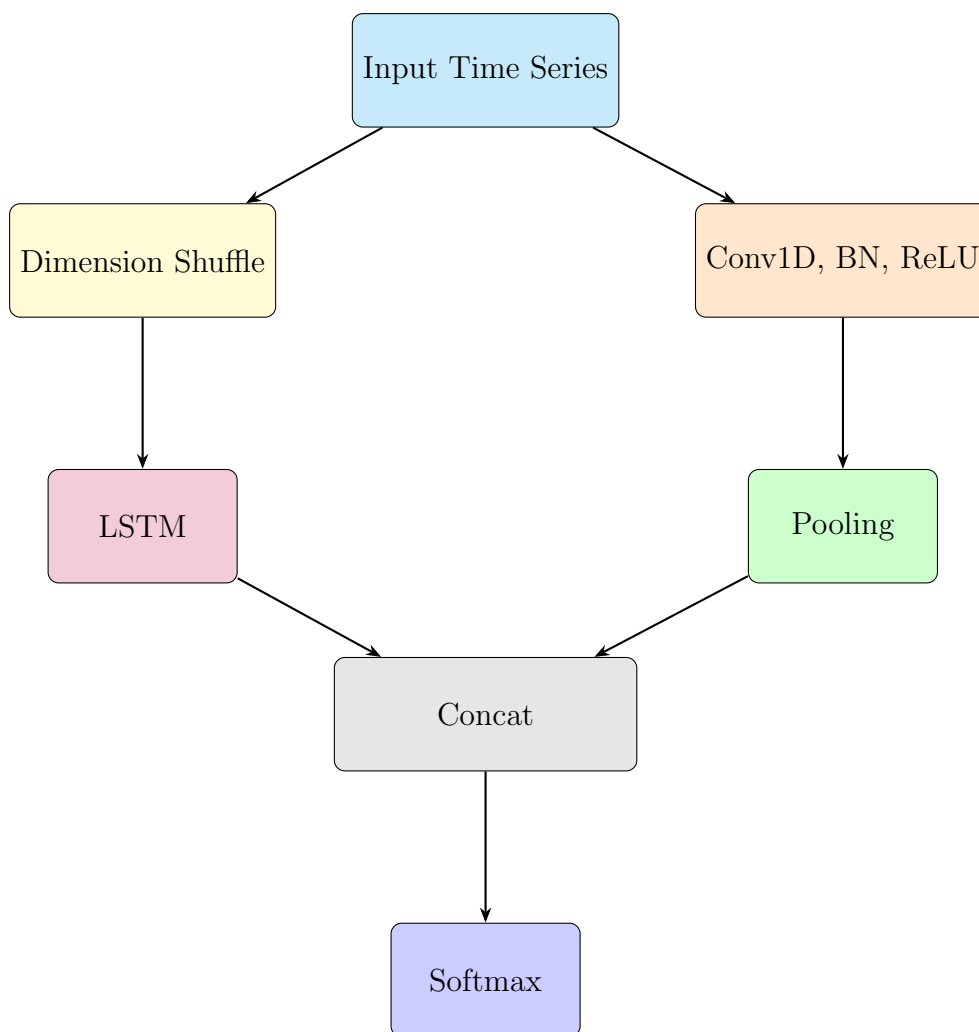 Input Time Series
Dimension Shuffle
Conv1D, BN, ReLU
LSTM
Pooling
Concat
Softmax